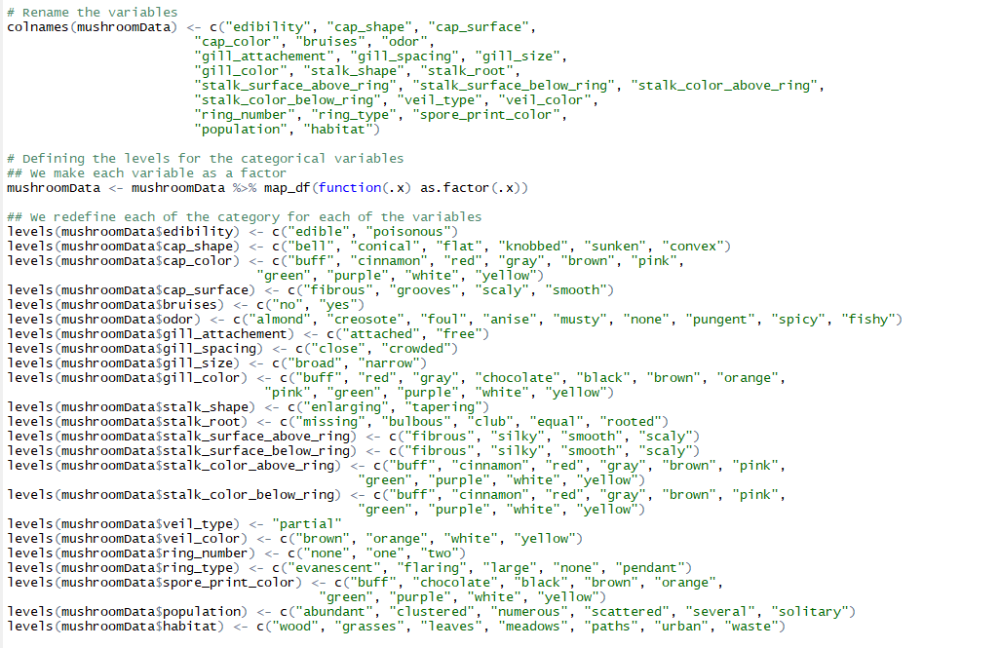 # Rename the variables
colnames(mushroomData) <- c("edibility", "cap_shape", "cap_surface",
"cap_color", "bruises", "odor",
"gill_attachement", "gill_spacing", "gill_size",
"gill_color", "stalk_shape", "stalk_root",
"stalk_surface_above_ring", "stalk_surface_below_ring", "stalk_color_above_ring",
"stalk_color_below_ring", "veil_type", "veil_color",
"ring_number", "ring_type", "spore_print_color",
"population", "habitat")
# Defining the levels for the categorical variables
## We make each variable as a factor
mushroomData <- mushroomData %>% map_df(function(.x) as.factor(.x))
## We redefine each of the category for each of the variables
levels(mushroomData$edibility) <- c("edible", "poisonous")
levels(mushroomData$cap_shape) <- c("bell", "conical", "flat", "knobbed", "sunken", "convex")
levels(mushroomData$cap_color) <- c("buff", "cinnamon", "red", "gray", "brown", "pink",
"green", "purple", "white", "yellow")
levels(mushroomData$cap_surface) <- c("fibrous", "grooves", "scaly", "smooth")
levels(mushroomData$bruises) <- c("no", "yes")
levels(mushroomData$odor) <- c("almond", "creosote", "foul", "anise", "musty", "none", "pungent", "spicy", "fishy")
levels(mushroomData$gill_attachement) <- c("attached", "free")
levels(mushroomData$gill_spacing) <- c("close", "crowded")
levels(mushroomData$gill_size) <- c("broad", "narrow")
levels(mushroomData$gill_color) <- c("buff", "red", "gray", "chocolate", "black", "brown", "orange",
"pink", "green", "purple", "white", "yellow")
levels(mushroomData$stalk_shape) <- c("enlarging", "tapering")
levels(mushroomData$stalk_root) <- c("missing", "bulbous", "club", "equal", "rooted")
levels(mushroomData$stalk_surface_above_ring) <- c("fibrous", "silky", "smooth", "scaly")
levels(mushroomData$stalk_surface_below_ring) <- c("fibrous", "silky", "smooth", "scaly")
levels(mushroomData$stalk_color_above_ring) <- c("buff", "cinnamon", "red", "gray", "brown", "pink",
"green", "purple", "white", "yellow")
levels(mushroomData$stalk_color_below_ring) <- c("buff", "cinnamon", "red", "gray", "brown", "pink",
"green", "purple", "white", "yellow")
levels(mushroomData$veil_type) <- "partial"
levels(mushroomData$veil_color) <- c("brown", "orange", "white", "yellow")
levels(mushroomData$ring_number) <- c("none", "one", "two")
levels(mushroomData$ring_type) <- c("evanescent", "flaring", "large", "none", "pendant")
levels(mushroomData$spore_print_color) <- c("buff", "chocolate", "black", "brown", "orange",
"green", "purple", "white", "yellow")
levels(mushroomData$population) <- c("abundant", "clustered", "numerous", "scattered", "several", "solitary")
levels(mushroomData$habitat) <- c("wood", "grasses", "leaves", "meadows", "paths", "urban", "waste")